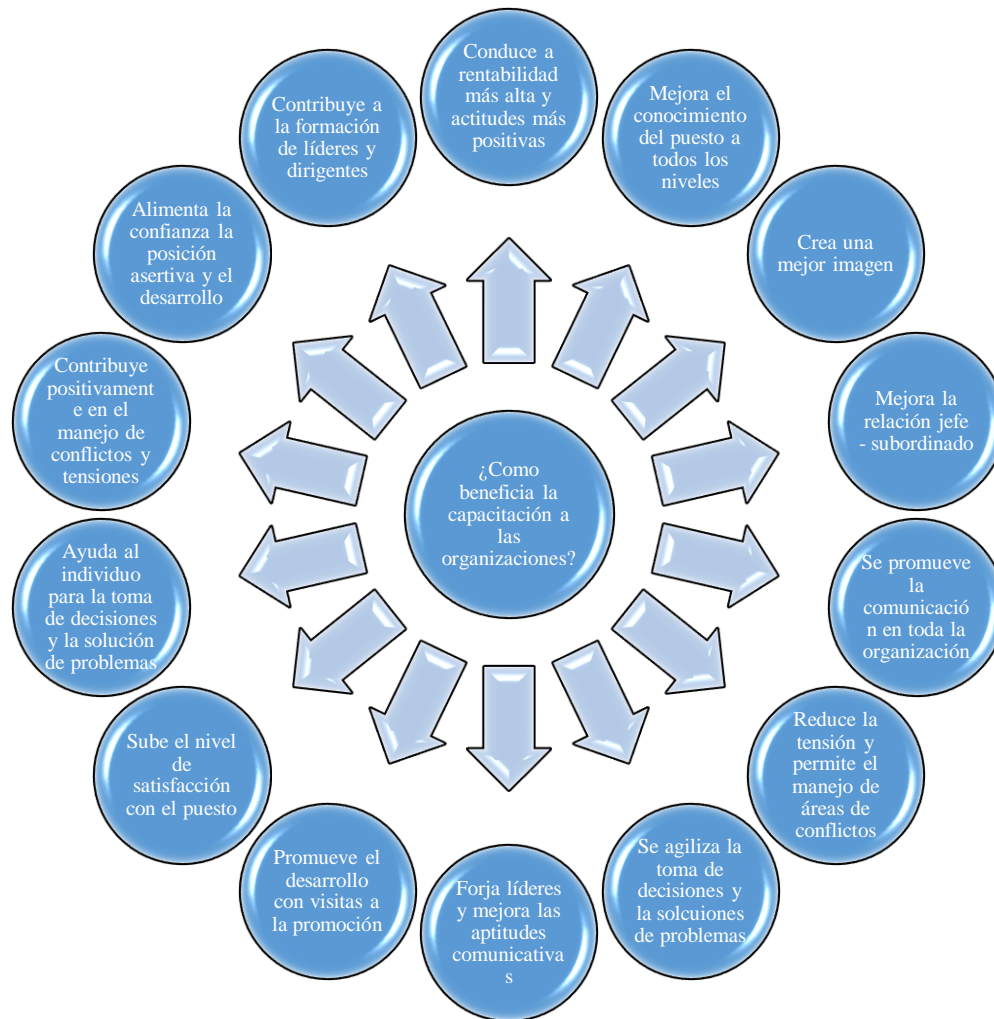 ¿Como
beneficia la
capacitación a
las
organizaciones?
Conduce a
rentabilidad
más alta y
actitudes más
positivas
Mejora el
conocimiento
del puesto a
todos los
niveles
Crea una
mejor imagen
Mejora la
relación jefe
- subordinado
Se promueve
la
comunicació
n en toda la
organización
Reduce la
tensión y
permite el
manejo de
áreas de
conflictos
Se agiliza la
toma de
decisiones y
la solcuiones
de problemas
Forja líderes
y mejora las
aptitudes
comunicativa
s
Promueve el
desarrollo
con visitas a
la promoción
Sube el nivel
de
satisfacción
con el puesto
Ayuda al
individuo
para la toma
de decisiones
y la solución
de problemas
Contribuye
positivament
e en el
manejo de
conflictos y
tensiones
Alimenta la
confianza la
posición
asertiva y el
desarrollo
Contribuye a
la formación
de líderes y
dirigentes